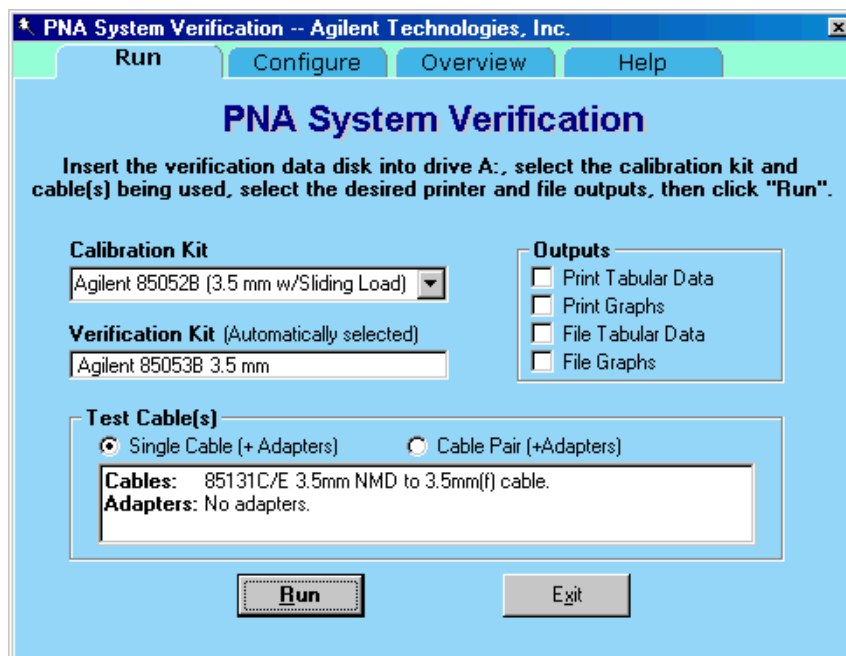 PNA System Verification -- Agilent Technologies, Inc.
Run
Configure
Overview
Help
PNA System Verification
Insert the verification data disk into drive A:, select the calibration kit and
cable(s) being used, select the desired printer and file outputs, then click "Run".
Calibration Kit
Agilent 85052B (3.5 mm w/Sliding Load)
Verification Kit (Automatically selected)
Agilent 85053B 3.5 mm
Outputs
Print Tabular Data
Print Graphs
File Tabular Data
File Graphs
Test Cable(s)
Single Cable (+ Adapters)
Cable Pair (+Adapters)
Cables: 85131C/E 3.5mm NMD to 3.5mm(f) cable.
Adapters: No adapters.
Run
Exit